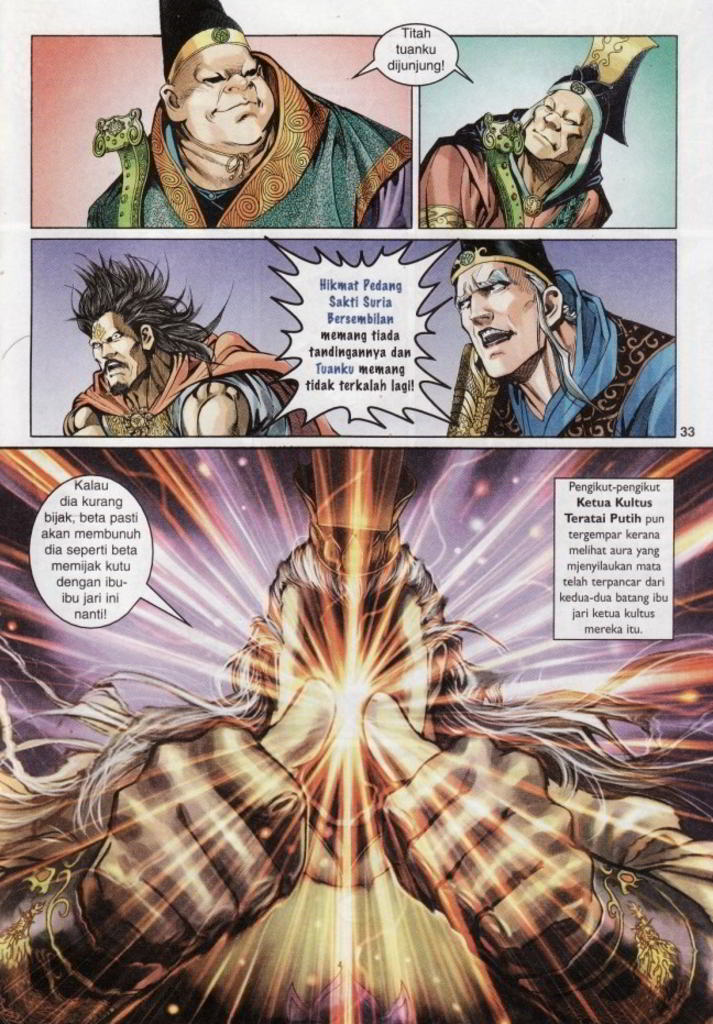 Titah
tuanku
dijunjung!
Hikmat Pedang
Sakti Suria
Bersembilan
memang tiada
tandingannya dan
Tuanku memang
tidak terkalah lagi!
33
Kalau
dia kurang
bijak, beta pasti
akan membunuh
dia seperti beta
memijak kutu
dengan ibu-
ibu jari ini
nanti!
Pengikut-pengikut
Ketua Kultus
Teratai Putih pun
tergempar kerana
melihat aura yang
mjenyilaukan mata
telah terpancar dari
kedua-dua batang ibu
jari ketua kultus
mereka itu.